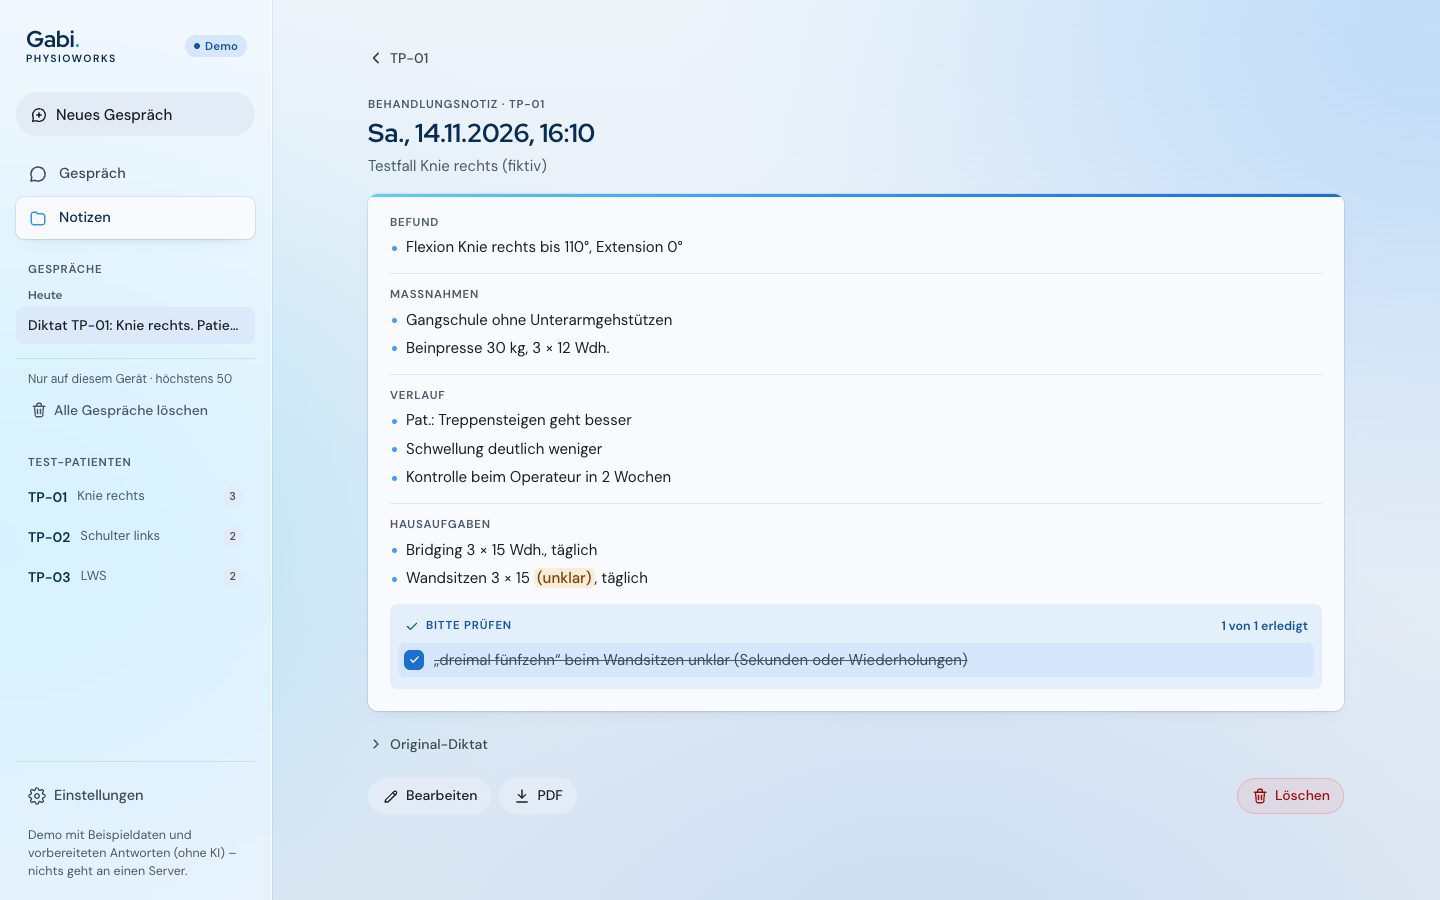 Gabi.
PHYSIOWORKS
Demo
Neues Gespräch
Gespräch
Notizen
GESPRÄCHE
Heute
Diktat TP-01: Knie rechts. Patie...
Nur auf diesem Gerät · höchstens 50
Alle Gespräche löschen
TEST-PATIENTEN
TP-01 Knie rechts 3
TP-02 Schulter links 2
TP-03 LWS 2
Einstellungen
Demo mit Beispieldaten und
vorbereiteten Antworten (ohne KI) –
nichts geht an einen Server.
TP-01
BEHANDLUNGSNOTIZ · TP-01
Sa., 14.11.2026, 16:10
Testfall Knie rechts (fiktiv)
BEFUND
Flexion Knie rechts bis 110°, Extension 0°
MASSNAHMEN
Gangschule ohne Unterarmgehstützen
Beinpresse 30 kg, 3 × 12 Wdh.
VERLAUF
Pat.: Treppensteigen geht besser
Schwellung deutlich weniger
Kontrolle beim Operateur in 2 Wochen
HAUSAUFGABEN
Bridging 3 × 15 Wdh., täglich
Wandsitzen 3 × 15 (unklar), täglich
BITTE PRÜFEN 1 von 1 erledigt
„dreimal fünfzehn“ beim Wandsitzen unklar (Sekunden oder Wiederholungen)
Original-Diktat
Bearbeiten PDF Löschen